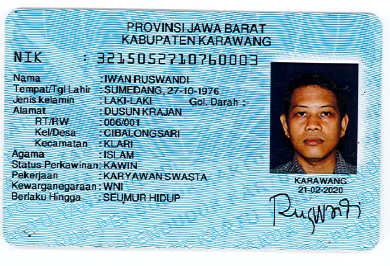 PROVINSI JAWA BARAT
KABUPATEN KARAWANG
NIK : 3215052710760003
Nama : IWAN RUSWANDI
Tempat/Tgl Lahir : SUMEDANG, 27-10-1976
Jenis kelamin : LAKI-LAKI Gol. Darah :
Alamat : DUSUN KRAJAN
RT/RW : 006/001
Kel/Desa : CIBALONGSARI
Kecamatan : KLARI
Agama : ISLAM
Status Perkawinan: KAWIN
Pekerjaan : KARYAWAN SWASTA
Kewarganegaraan: WNI
Berlaku Hingga : SEUMUR HIDUP
KARAWANG
21-02-2020